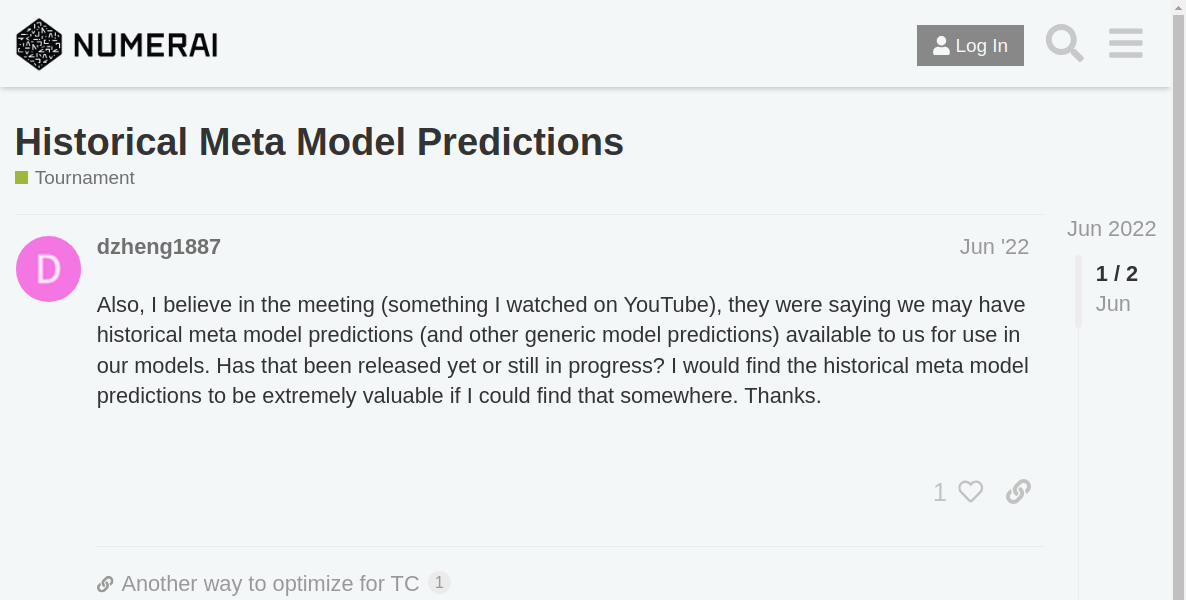 NUMERAI
Log In
Historical Meta Model Predictions
Tournament
Jun 2022
1 / 2
Jun
D
dzheng1887
Jun '22
Also, I believe in the meeting (something I watched on YouTube), they were saying we may have
historical meta model predictions (and other generic model predictions) available to us for use in
our models. Has that been released yet or still in progress? I would find the historical meta model
predictions to be extremely valuable if I could find that somewhere. Thanks.
1
Another way to optimize for TC 1